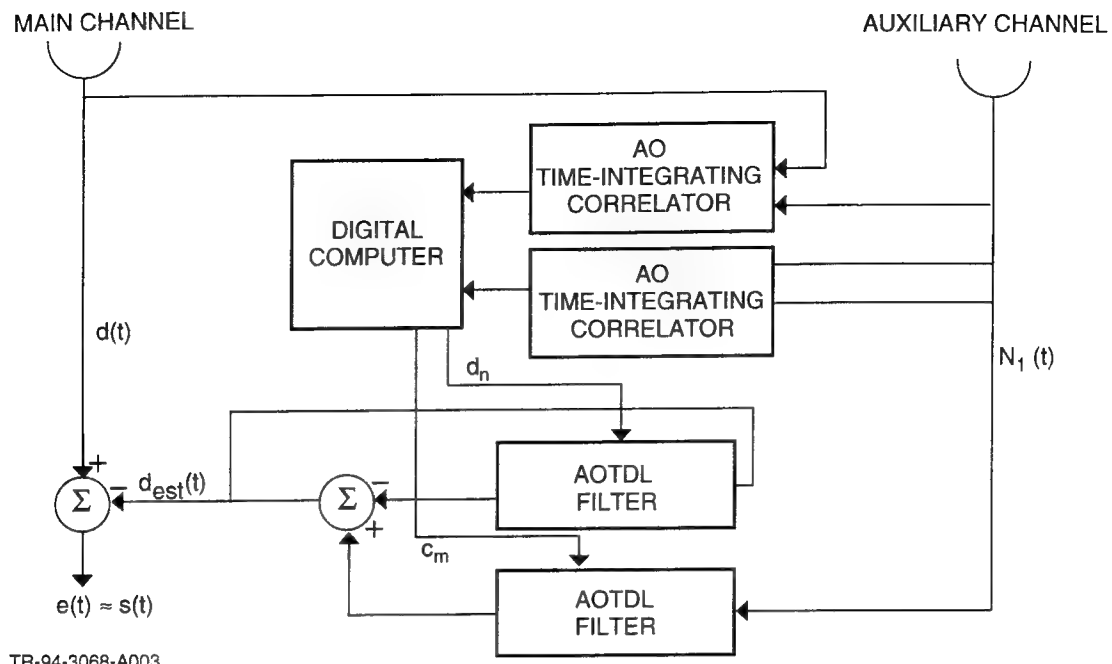 MAIN CHANNEL
AUXILIARY CHANNEL
AO
TIME-INTEGRATING
CORRELATOR
DIGITAL
COMPUTER
AO
TIME-INTEGRATING
CORRELATOR
d(t)
N₁ (t)
dₙ
+
−
d_est(t)
Σ
Σ
−
+
AOTDL
FILTER
cₘ
e(t) ≈ s(t)
AOTDL
FILTER
TR-94-3068-A003